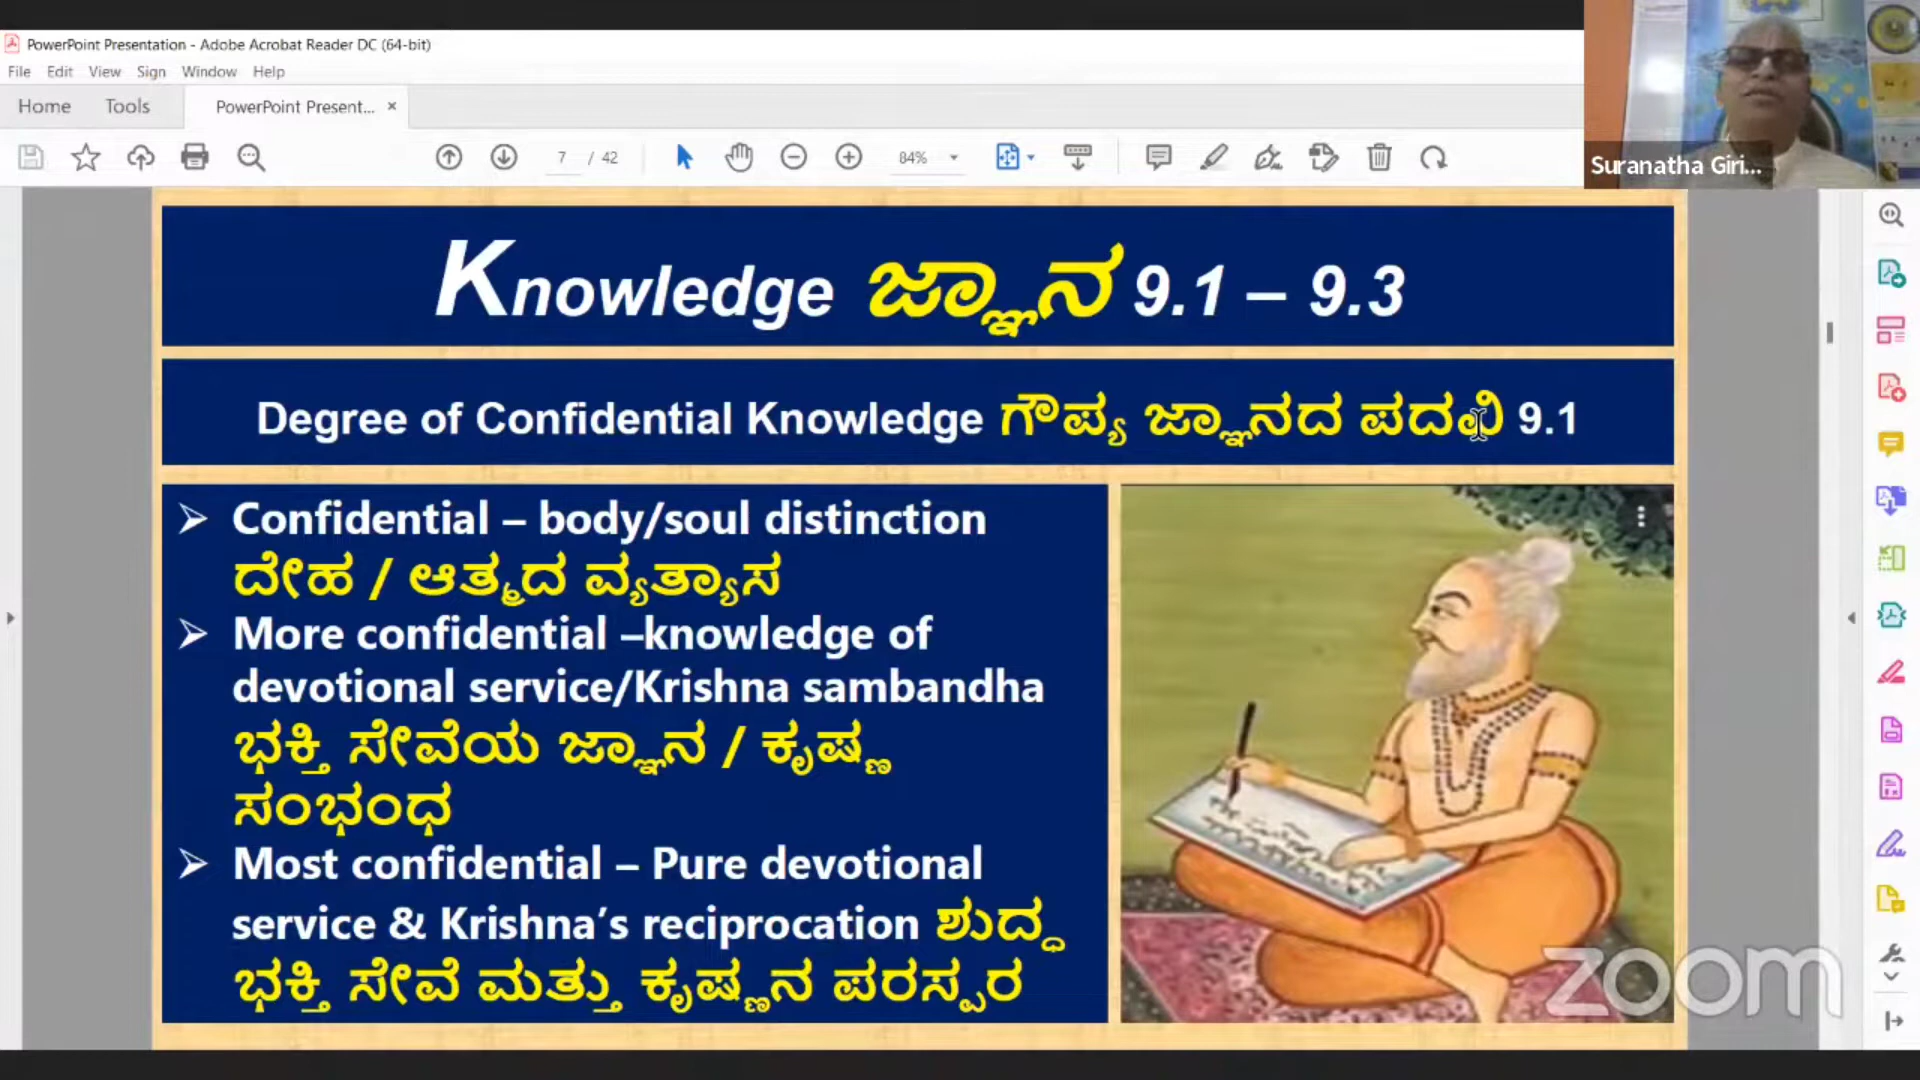 PowerPoint Presentation - Adobe Acrobat Reader DC (64-bit)
File Edit View Sign Window Help
Home Tools PowerPoint Present... ×
7 / 42 84%
Suranatha Giri...
Knowledge ಜ್ಞಾನ 9.1 – 9.3
Degree of Confidential Knowledge ಗೌಪ್ಯ ಜ್ಞಾನದ ಪದವಿ 9.1
➢ Confidential – body/soul distinction
ದೇಹ / ಆತ್ಮದ ವ್ಯತ್ಯಾಸ
➢ More confidential –knowledge of
devotional service/Krishna sambandha
ಭಕ್ತಿ ಸೇವೆಯ ಜ್ಞಾನ / ಕೃಷ್ಣ
ಸಂಭಂಧ
➢ Most confidential – Pure devotional
service & Krishna’s reciprocation ಶುದ್ಧ
ಭಕ್ತಿ ಸೇವೆ ಮತ್ತು ಕೃಷ್ಣನ ಪರಸ್ಪರ
zoom